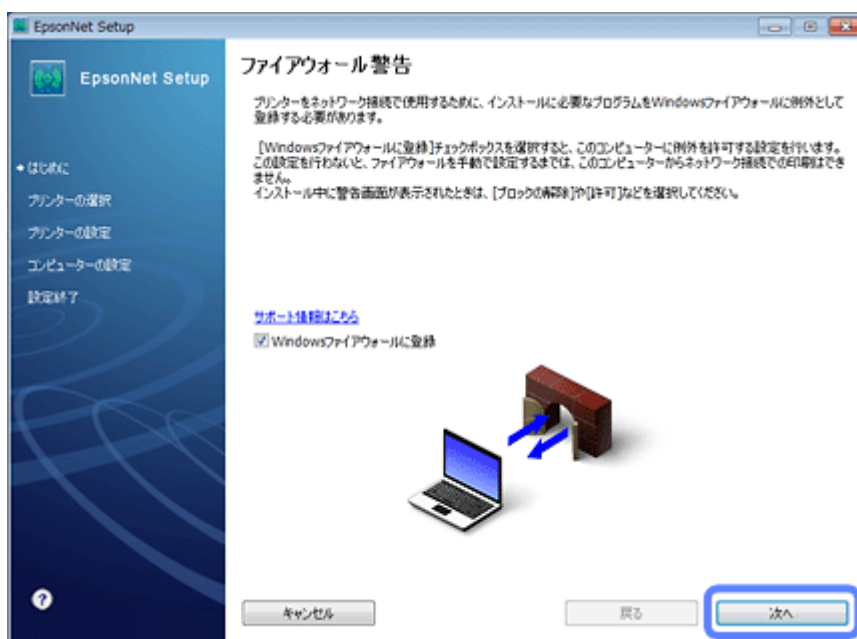 EpsonNet Setup
EpsonNet Setup
はじめに
プリンターの選択
プリンターの設定
コンピューターの設定
設定終了
ファイアウォール警告
プリンターをネットワーク接続で使用するために、インストールに必要なプログラムをWindowsファイアウォールに例外として
登録する必要があります。
[Windowsファイアウォールに登録]チェックボックスを選択すると、このコンピューターに例外を許可する設定を行います。
この設定を行わないと、ファイアウォールを手動で設定するまでは、このコンピューターからネットワーク接続での印刷はでき
ません。
インストール中に警告画面が表示されたときは、[ブロックの解除]や[許可]などを選択してください。
サポート情報はこちら
Windowsファイアウォールに登録
?
キャンセル
戻る
次へ